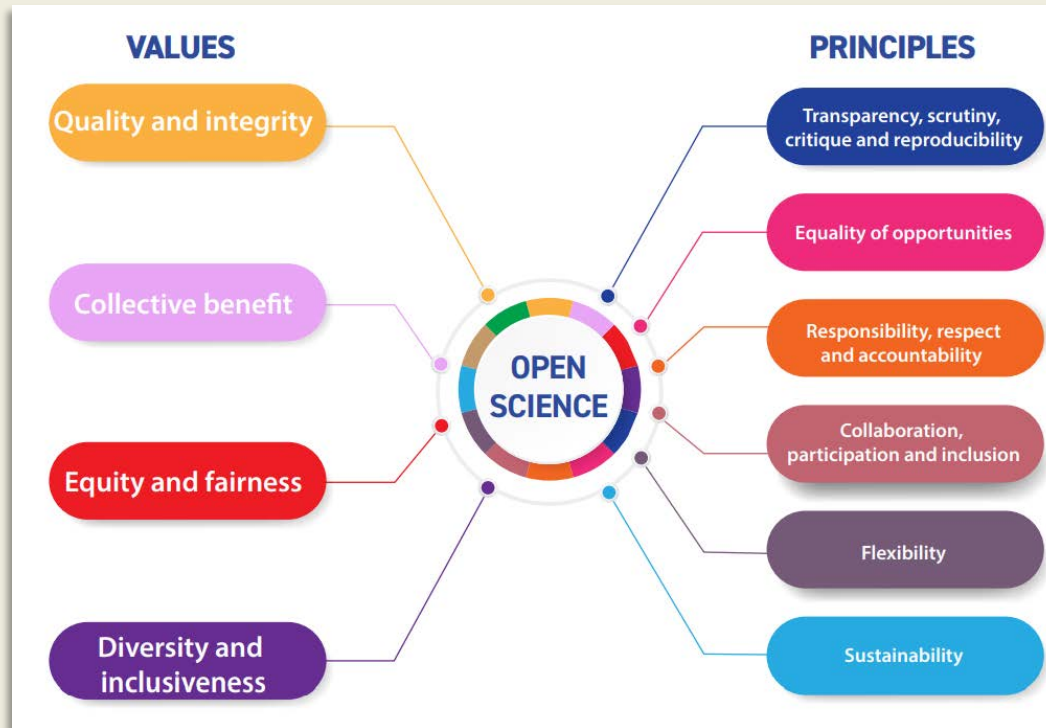 VALUES
Quality and integrity
Collective benefit
Equity and fairness
Diversity and
inclusiveness
OPEN
SCIENCE
PRINCIPLES
Transparency, scrutiny,
critique and reproducibility
Equality of opportunities
Responsibility, respect
and accountability
Collaboration,
participation and inclusion
Flexibility
Sustainability